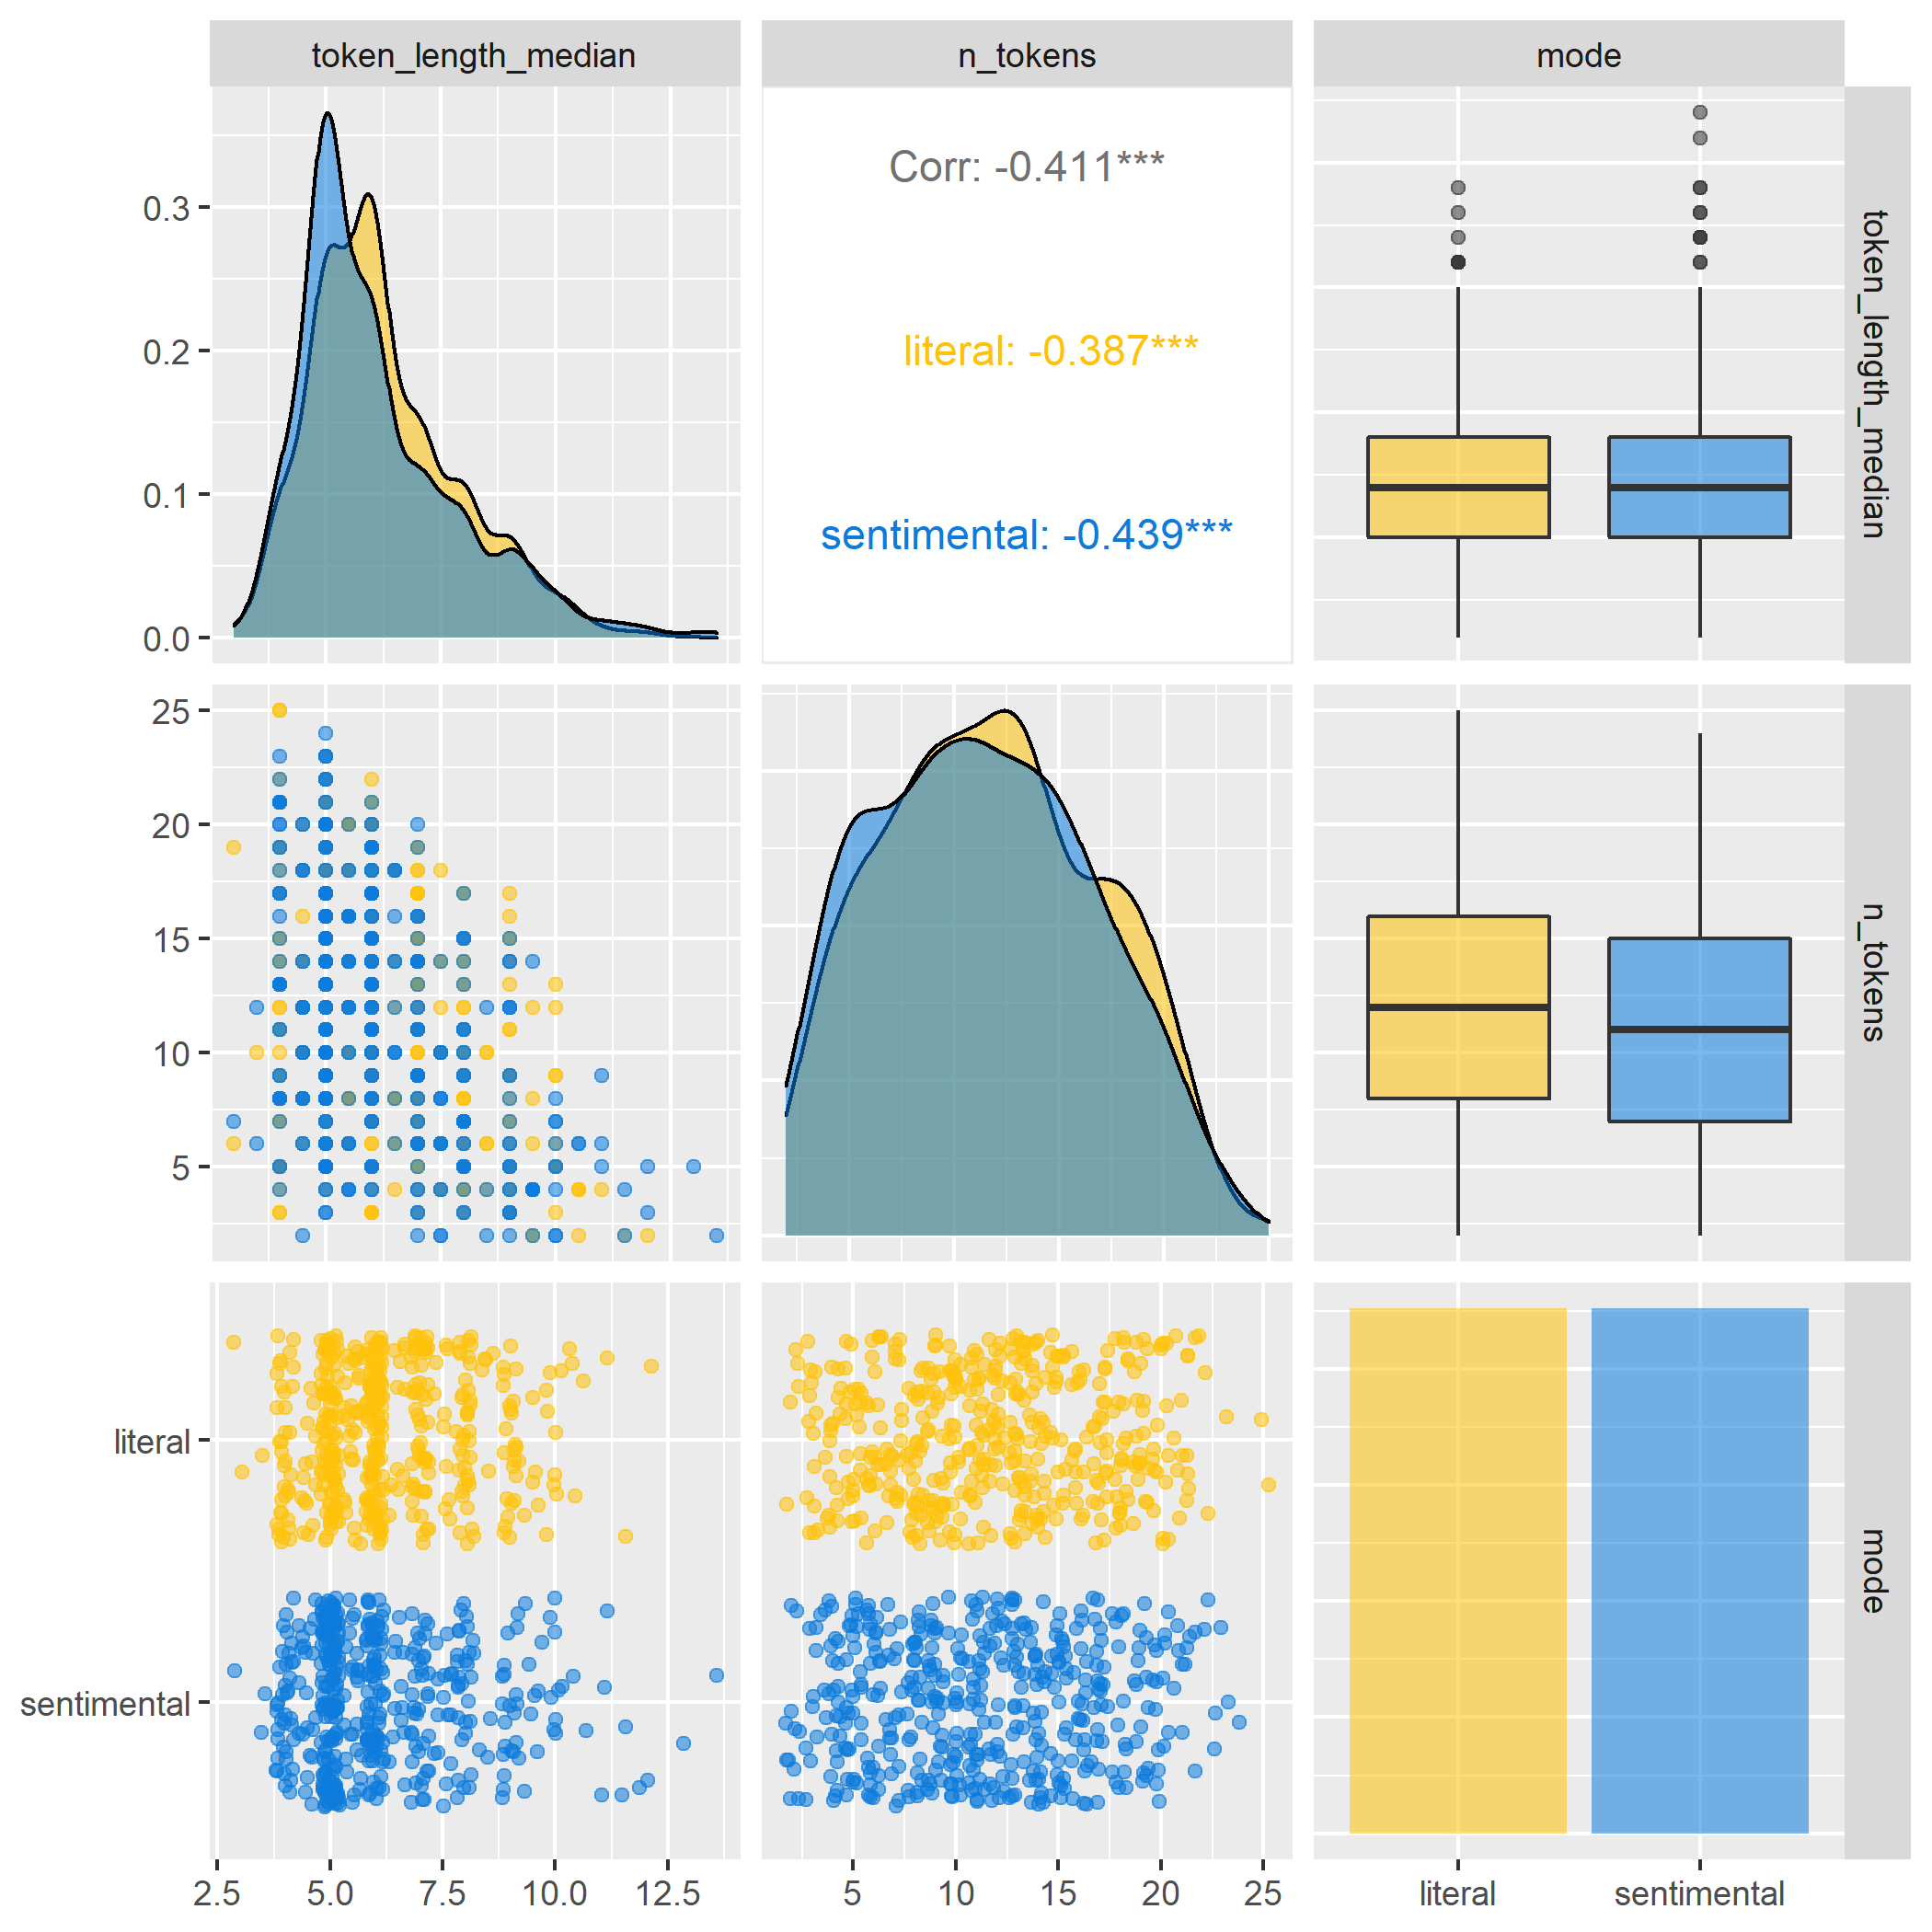 token_length_median
n_tokens
mode
0.3
0.2
0.1
0.0
Corr: -0.411***
literal: -0.387***
sentimental: -0.439***
token_length_median
25
20
15
10
5
n_tokens
literal
sentimental
mode
2.5 5.0 7.5 10.0 12.5
5 10 15 20 25
literal sentimental